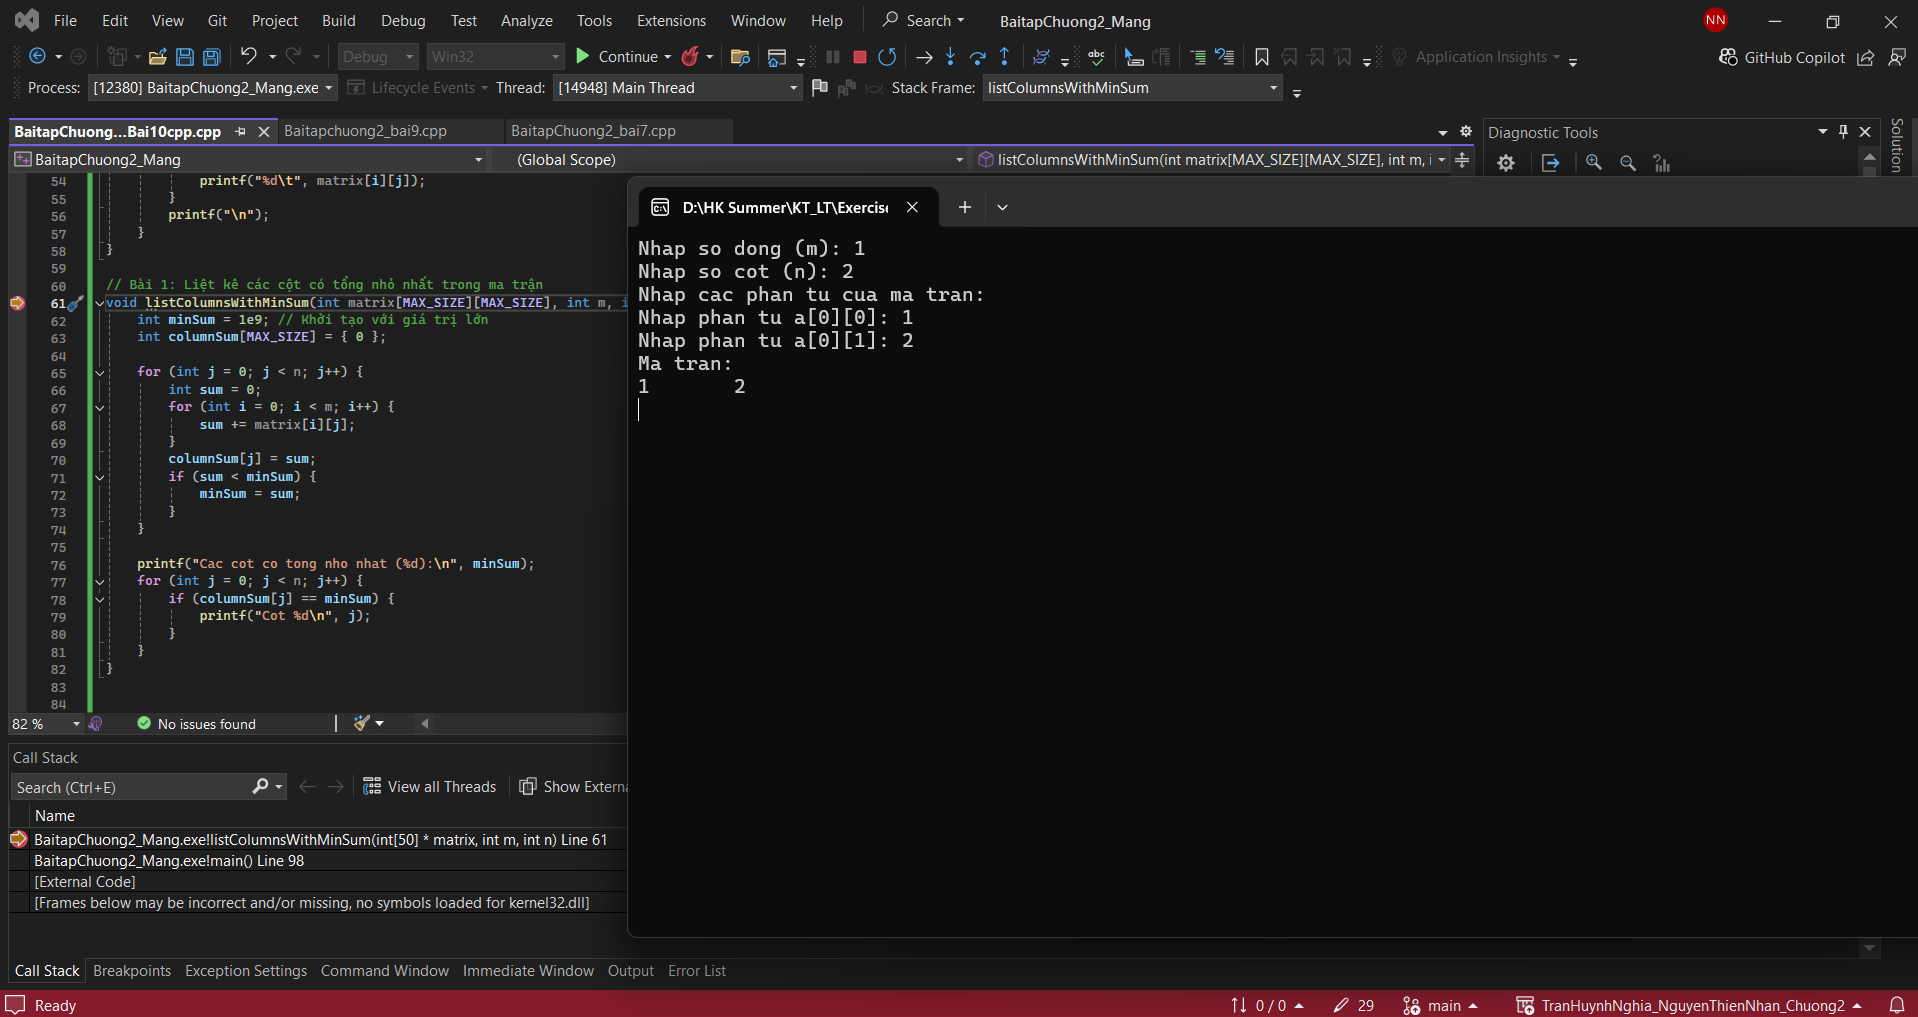 File Edit View Git Project Build Debug Test Analyze Tools Extensions Window Help Search BaitapChuong2_Mang NN
Debug Win32 Continue Application Insights GitHub Copilot
Process: [12380] BaitapChuong2_Mang.exe Lifecycle Events Thread: [14948] Main Thread Stack Frame: listColumnsWithMinSum
BaitapChuong...Bai10cpp.cpp Baitapchuong2_bai9.cpp BaitapChuong2_bai7.cpp
BaitapChuong2_Mang (Global Scope) listColumnsWithMinSum(int matrix[MAX_SIZE][MAX_SIZE], int m, i
54 printf("%d\t", matrix[i][j]);
55 }
56 printf("\n");
57 }
58 }
59
60 // Bài 1: Liệt kê các cột có tổng nhỏ nhất trong ma trận
61 void listColumnsWithMinSum(int matrix[MAX_SIZE][MAX_SIZE], int m, i
62 int minSum = 1e9; // Khởi tạo với giá trị lớn
63 int columnSum[MAX_SIZE] = { 0 };
64
65 for (int j = 0; j < n; j++) {
66 int sum = 0;
67 for (int i = 0; i < m; i++) {
68 sum += matrix[i][j];
69 }
70 columnSum[j] = sum;
71 if (sum < minSum) {
72 minSum = sum;
73 }
74 }
75
76 printf("Cac cot co tong nho nhat (%d):\n", minSum);
77 for (int j = 0; j < n; j++) {
78 if (columnSum[j] == minSum) {
79 printf("Cot %d\n", j);
80 }
81 }
82 }
83
84
82 % No issues found
Diagnostic Tools
Solution
D:\HK Summer\KT_LT\Exercise
Nhap so dong (m): 1
Nhap so cot (n): 2
Nhap cac phan tu cua ma tran:
Nhap phan tu a[0][0]: 1
Nhap phan tu a[0][1]: 2
Ma tran:
1 2
Call Stack
Search (Ctrl+E) View all Threads Show Externa
Name
BaitapChuong2_Mang.exe!listColumnsWithMinSum(int[50] * matrix, int m, int n) Line 61
BaitapChuong2_Mang.exe!main() Line 98
[External Code]
[Frames below may be incorrect and/or missing, no symbols loaded for kernel32.dll]
Call Stack Breakpoints Exception Settings Command Window Immediate Window Output Error List
Ready 0 / 0 29 main TranHuynhNghia_NguyenThienNhan_Chuong2